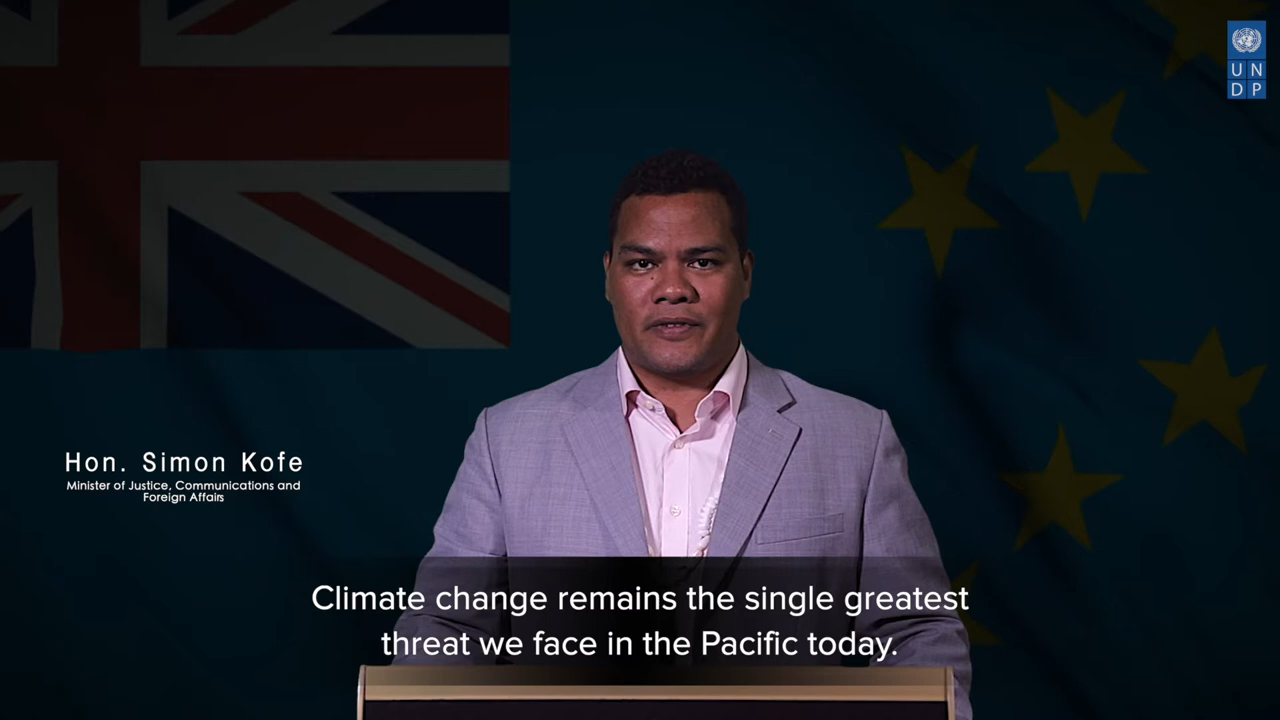 UN
DP
Hon. Simon Kofe
Minister of Justice, Communications and
Foreign Affairs
Climate change remains the single greatest
threat we face in the Pacific today.